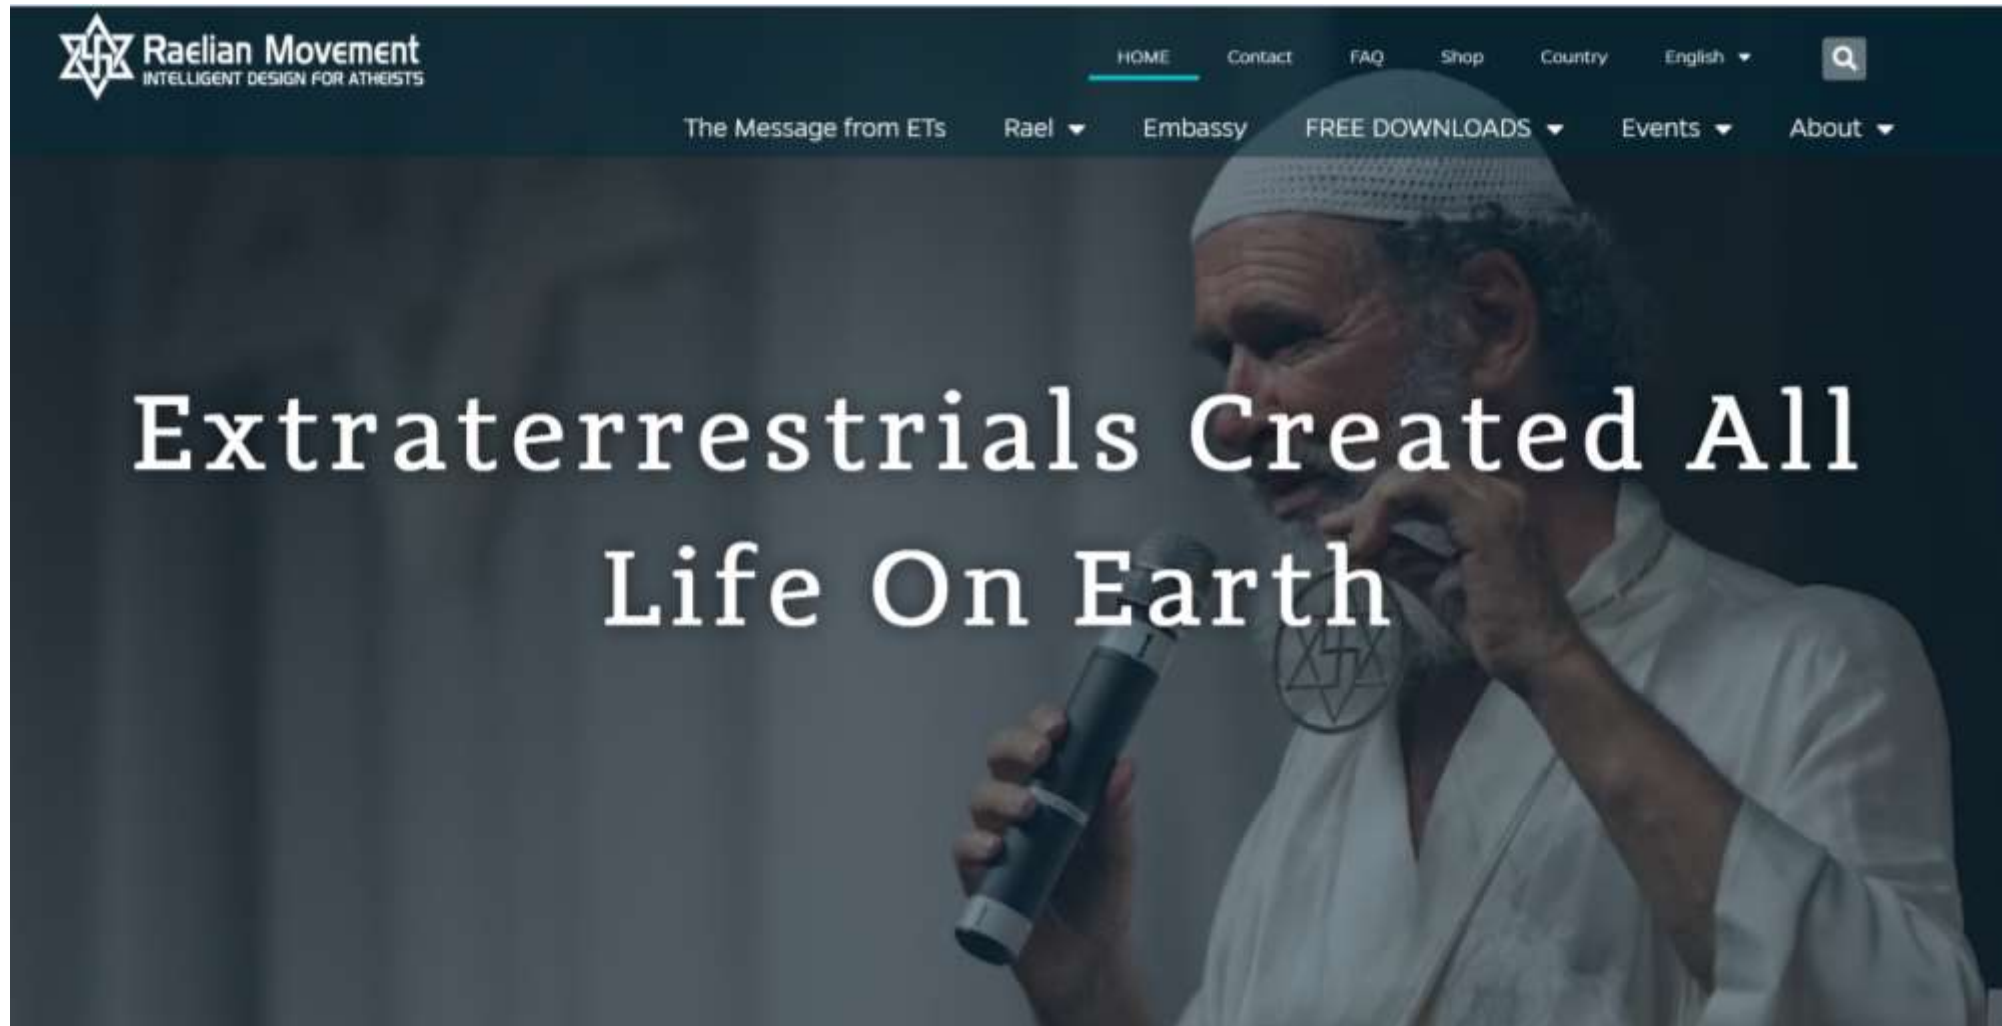 Raelian Movement
INTELLIGENT DESIGN FOR ATHEISTS
HOME Contact FAQ Shop Country English
The Message from ETs Rael Embassy FREE DOWNLOADS Events About
Extraterrestrials Created All
Life On Earth